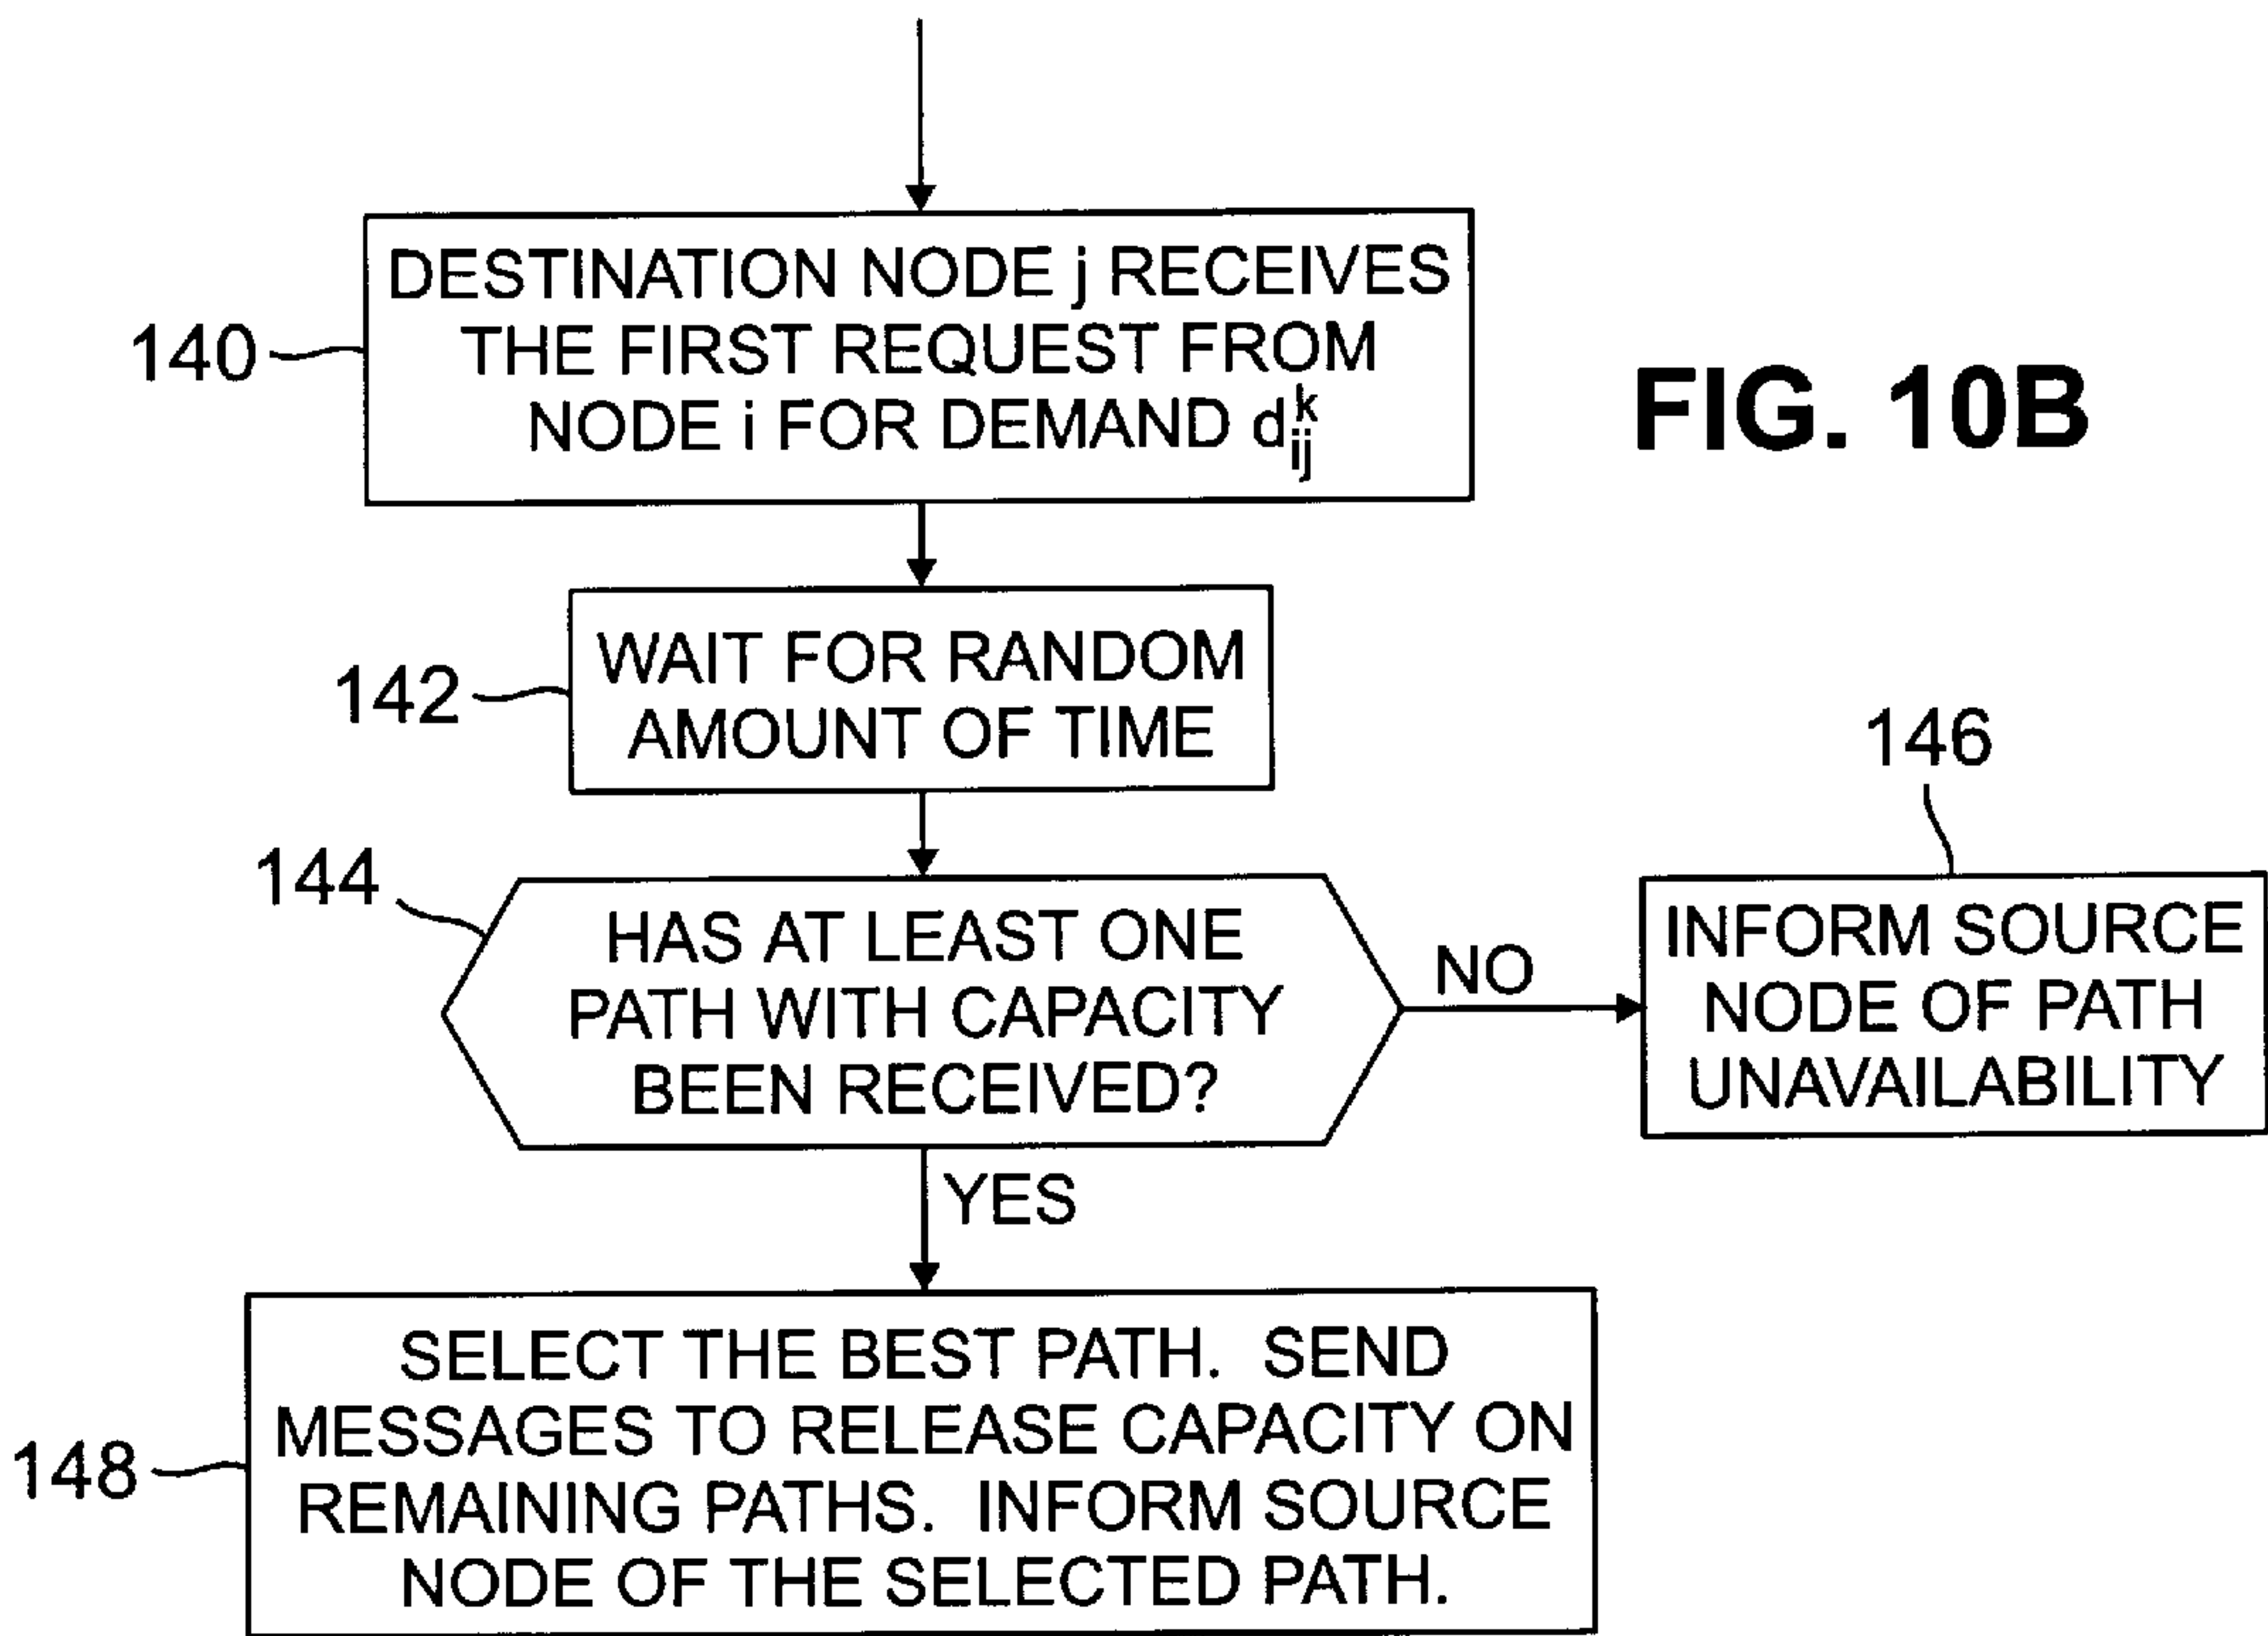 140
DESTINATION NODE j RECEIVES
THE FIRST REQUEST FROM
NODE i FOR DEMAND d_{ij}^{k}
FIG. 10B
142
WAIT FOR RANDOM
AMOUNT OF TIME
144
HAS AT LEAST ONE
PATH WITH CAPACITY
BEEN RECEIVED?
NO
146
INFORM SOURCE
NODE OF PATH
UNAVAILABILITY
YES
148
SELECT THE BEST PATH. SEND
MESSAGES TO RELEASE CAPACITY ON
REMAINING PATHS. INFORM SOURCE
NODE OF THE SELECTED PATH.